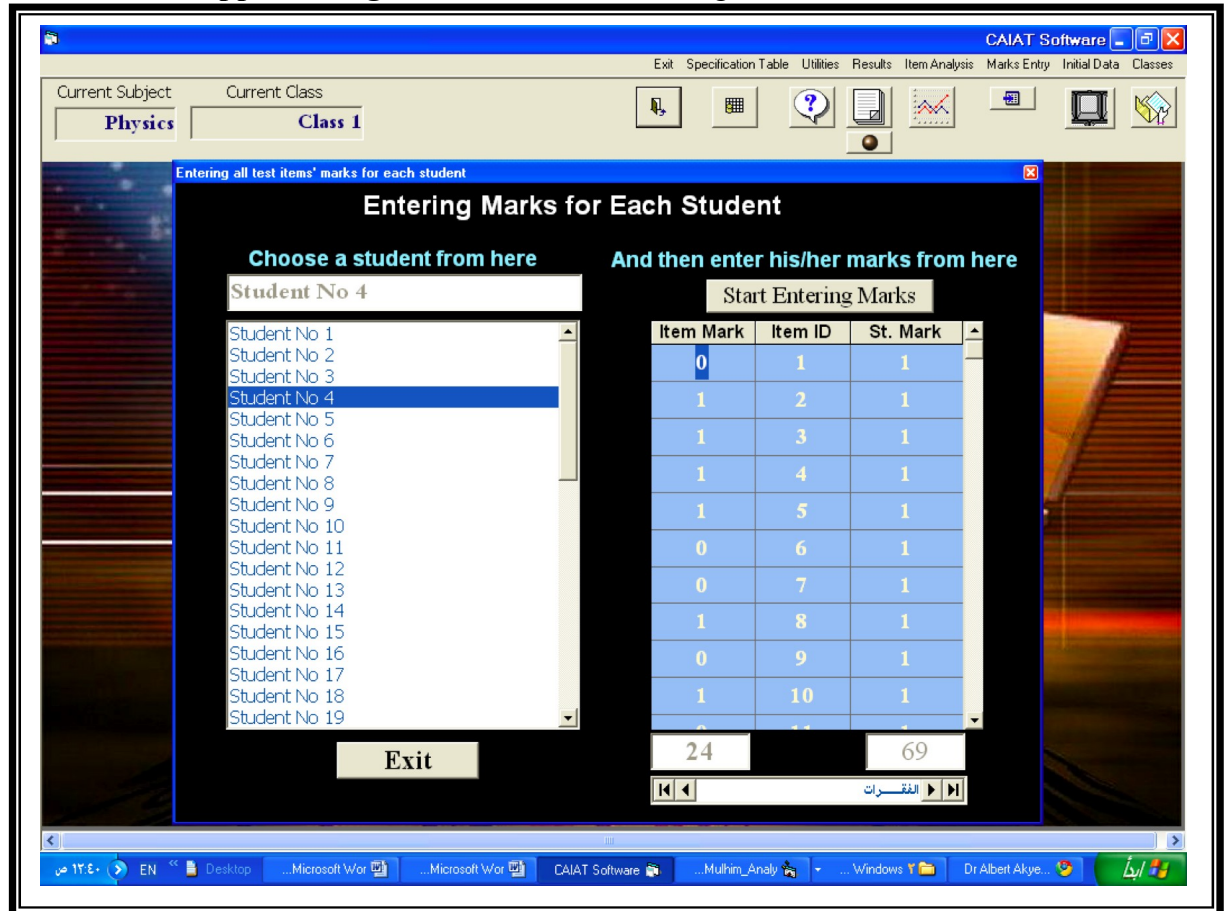 CAIAT Software
Exit Specification Table Utilities Results Item Analysis Marks Entry Initial Data Classes
Current Subject Current Class
Physics Class 1
Entering all test items' marks for each student
Entering Marks for Each Student
Choose a student from here
Student No 4
Student No 1
Student No 2
Student No 3
Student No 4
Student No 5
Student No 6
Student No 7
Student No 8
Student No 9
Student No 10
Student No 11
Student No 12
Student No 13
Student No 14
Student No 15
Student No 16
Student No 17
Student No 18
Student No 19
Exit
And then enter his/her marks from here
Start Entering Marks
Item Mark Item ID St. Mark
0 1 1
1 2 1
1 3 1
1 4 1
1 5 1
0 6 1
0 7 1
1 8 1
0 9 1
1 10 1
24 69
الفقـــــرات
١٢:٤٠ ص EN Desktop ...Microsoft Wor ...Microsoft Wor CAIAT Software ...Mulhim_Analy ... Windows ٢ Dr Albert Akye... ابدأ